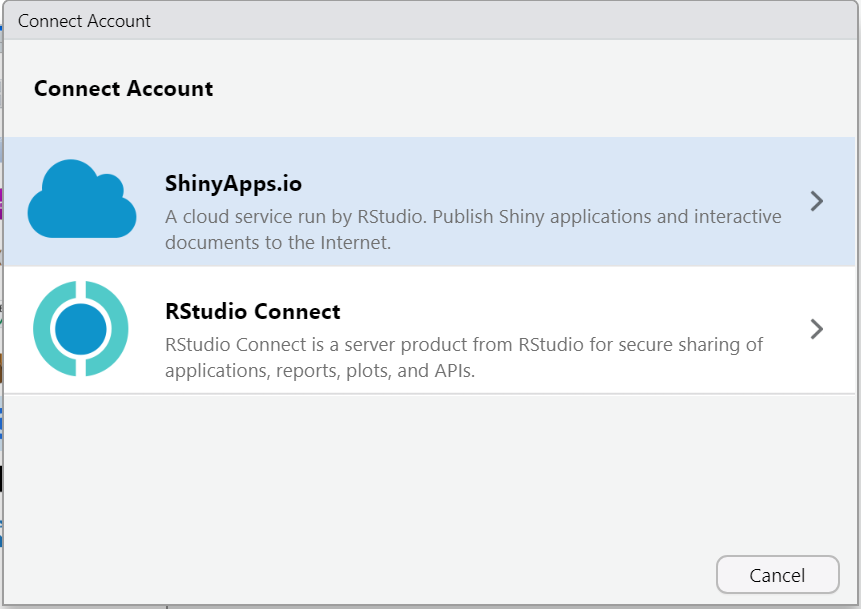 Connect Account
Connect Account
ShinyApps.io
A cloud service run by RStudio. Publish Shiny applications and interactive
documents to the Internet.
RStudio Connect
RStudio Connect is a server product from RStudio for secure sharing of
applications, reports, plots, and APIs.
Cancel